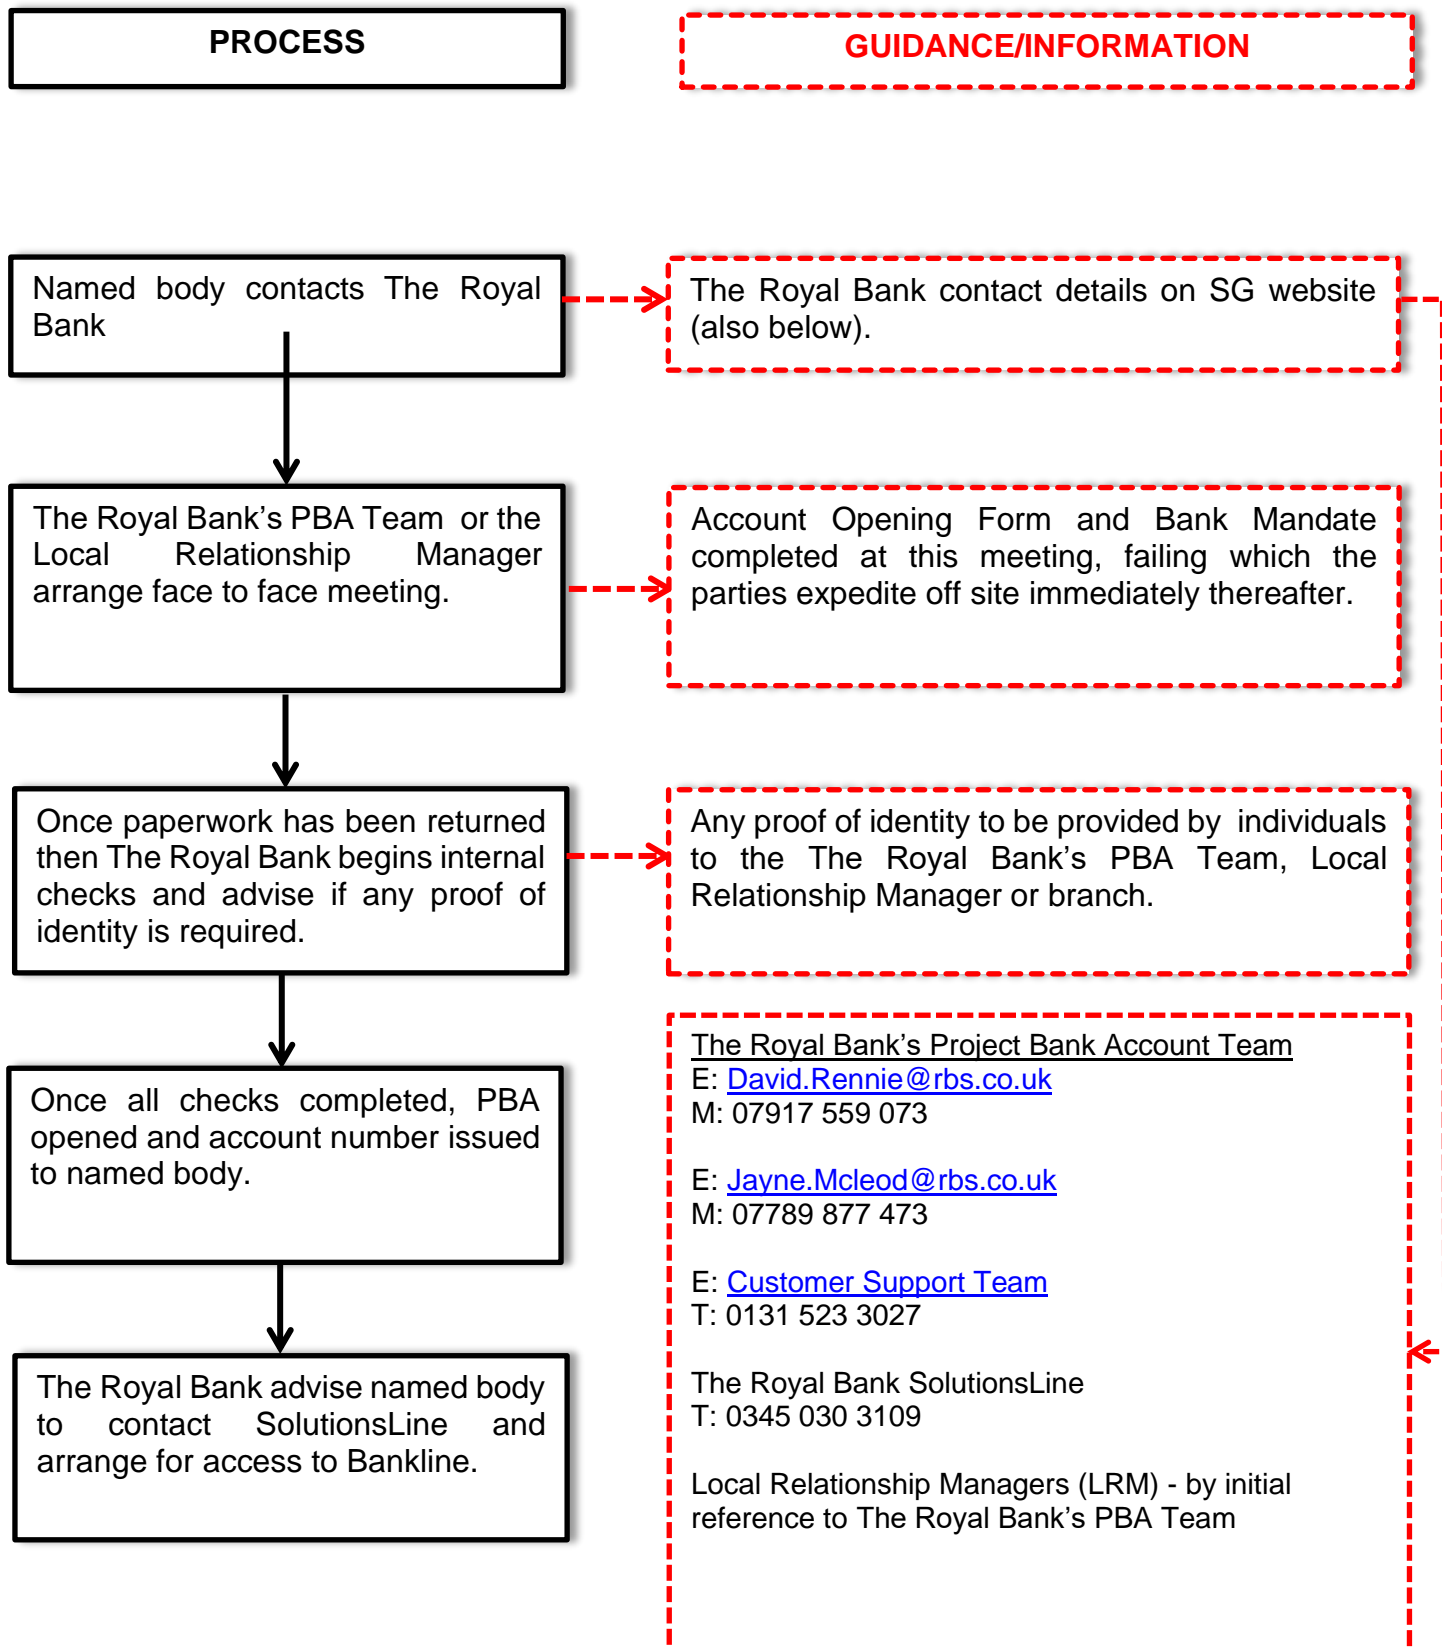 PROCESS
GUIDANCE/INFORMATION
Named body contacts The Royal
Bank
The Royal Bank contact details on SG website
(also below).
The Royal Bank's PBA Team or the
Local Relationship Manager
arrange face to face meeting.
Account Opening Form and Bank Mandate
completed at this meeting, failing which the
parties expedite off site immediately thereafter.
Once paperwork has been returned
then The Royal Bank begins internal
checks and advise if any proof of
identity is required.
Any proof of identity to be provided by individuals
to the The Royal Bank's PBA Team, Local
Relationship Manager or branch.
Once all checks completed, PBA
opened and account number issued
to named body.
The Royal Bank advise named body
to contact SolutionsLine and
arrange for access to Bankline.
The Royal Bank's Project Bank Account Team
E: David.Rennie@rbs.co.uk
M: 07917 559 073
E: Jayne.Mcleod@rbs.co.uk
M: 07789 877 473
E: Customer Support Team
T: 0131 523 3027
The Royal Bank SolutionsLine
T: 0345 030 3109
Local Relationship Managers (LRM) - by initial
reference to The Royal Bank's PBA Team